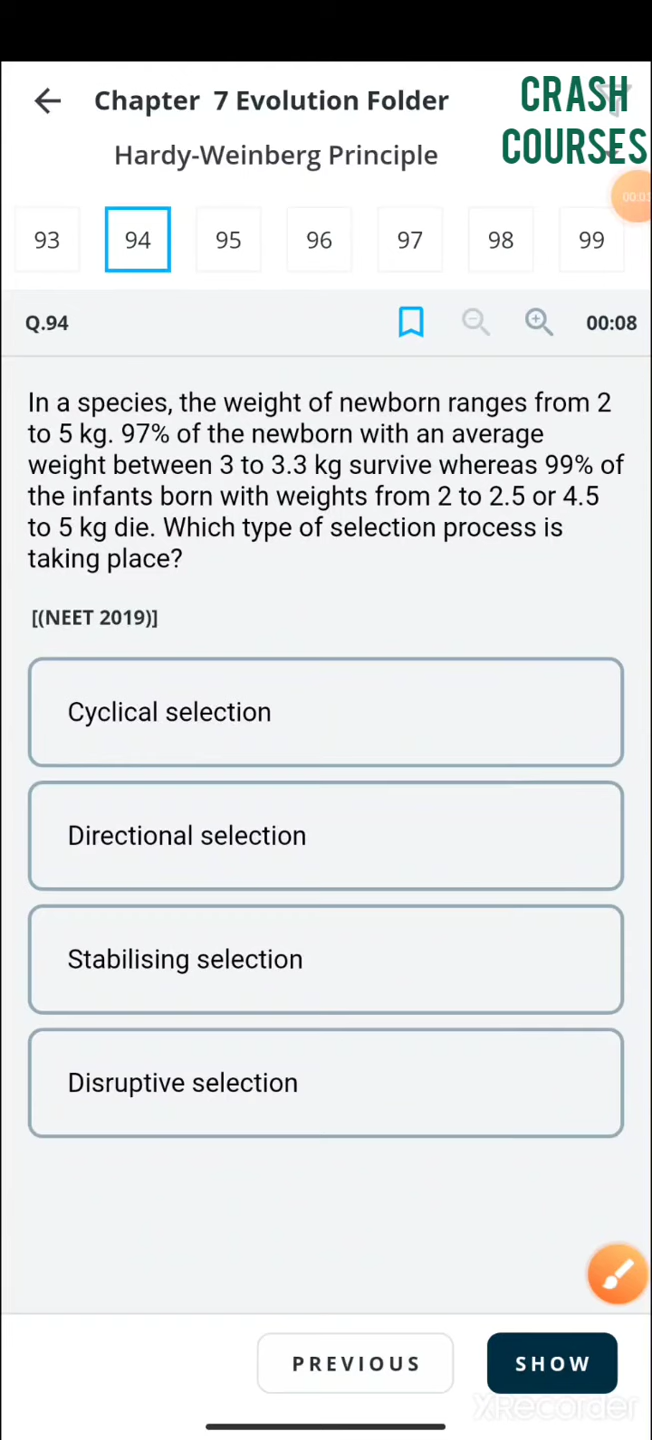 CRASH
Chapter 7 Evolution Folder
COURSES
Hardy-Weinberg Principle
93
94
95
96
97
98
99
Q.94
00:08
In a species, the weight of newborn ranges from 2
to 5 kg. 97% of the newborn with an average
weight between 3 to 3.3 kg survive whereas 99% of
the infants born with weights from 2 to 2.5 or 4.5
to 5 kg die. Which type of selection process is
taking place?
[(NEET 2019)]
Cyclical selection
Directional selection
Stabilising selection
Disruptive selection
PREVIOUS
SHOW
XRecorder